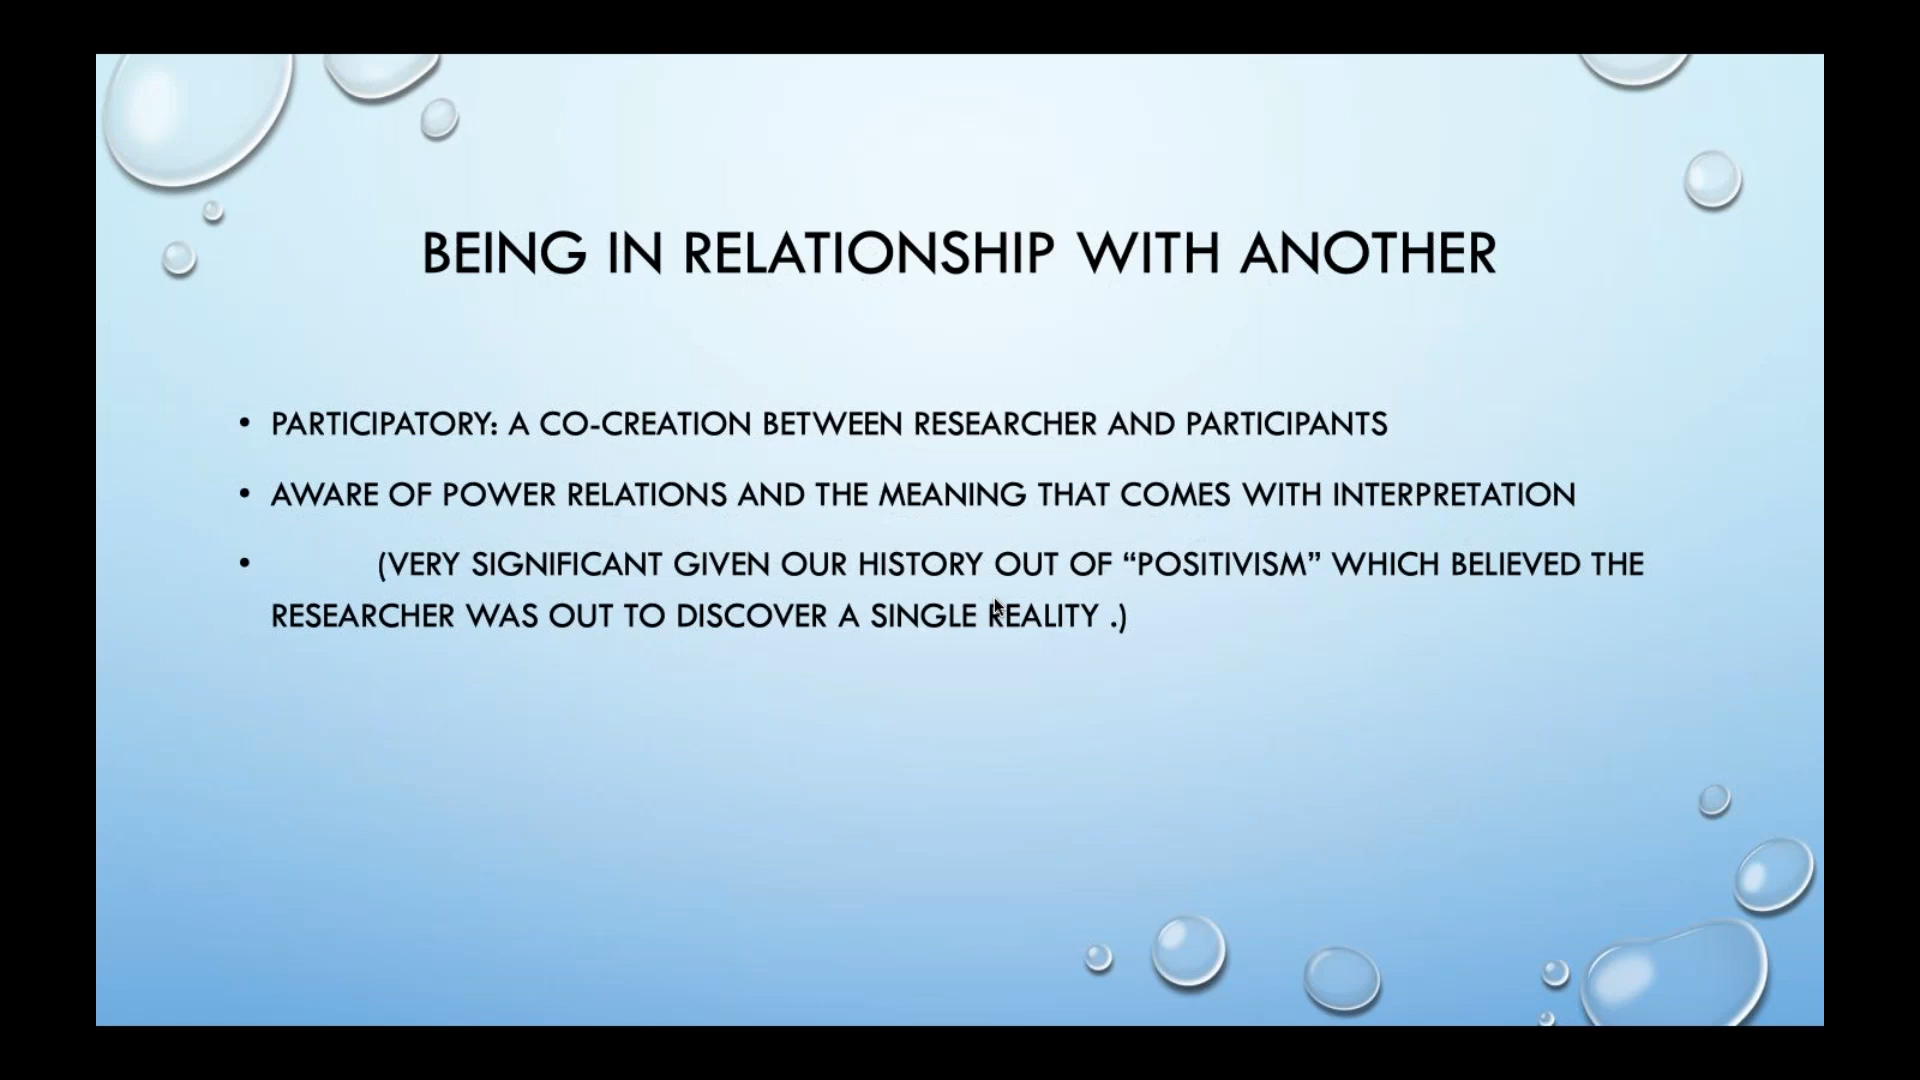 BEING IN RELATIONSHIP WITH ANOTHER
• PARTICIPATORY: A CO-CREATION BETWEEN RESEARCHER AND PARTICIPANTS
• AWARE OF POWER RELATIONS AND THE MEANING THAT COMES WITH INTERPRETATION
• (VERY SIGNIFICANT GIVEN OUR HISTORY OUT OF “POSITIVISM” WHICH BELIEVED THE
RESEARCHER WAS OUT TO DISCOVER A SINGLE REALITY .)